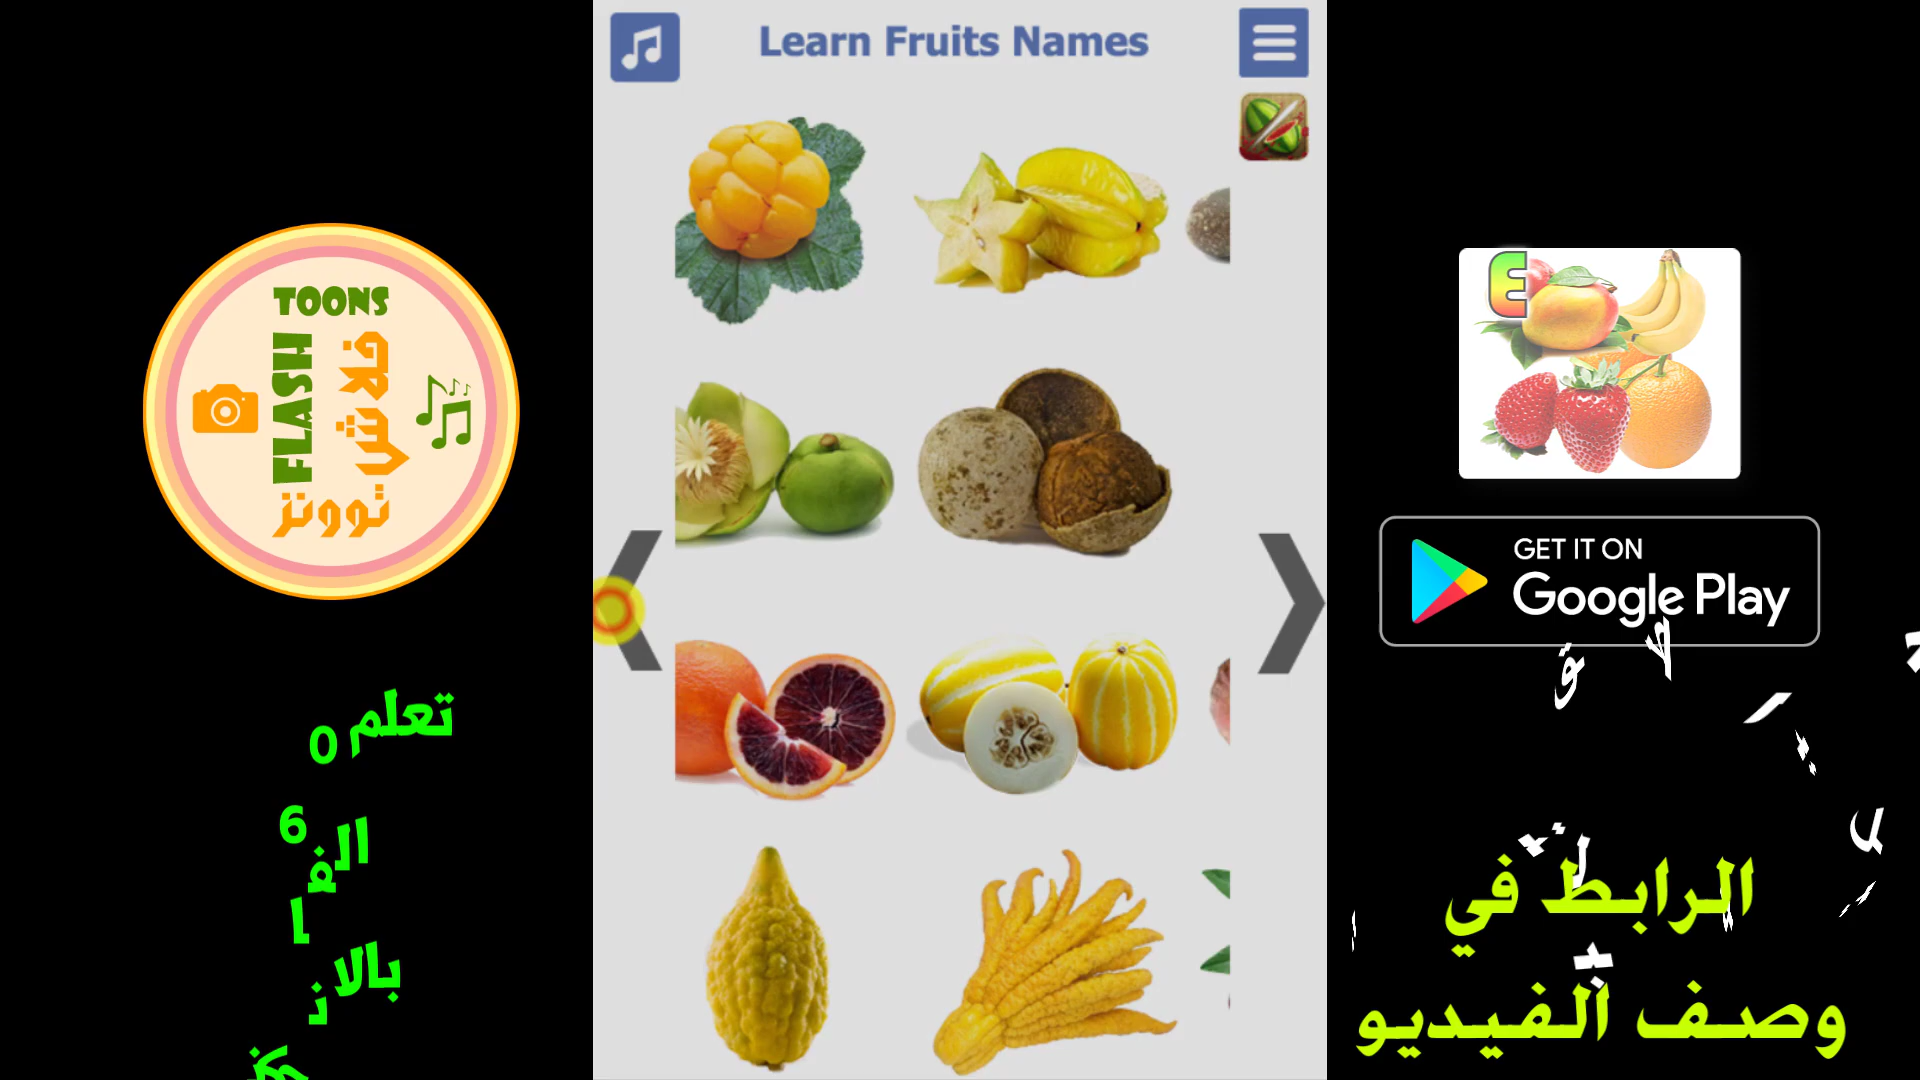 Learn Fruits Names
TOONS
FLASH
فلاش
توونز
E
GET IT ON
Google Play
تعلم
الرابط في
وصف الفيديو